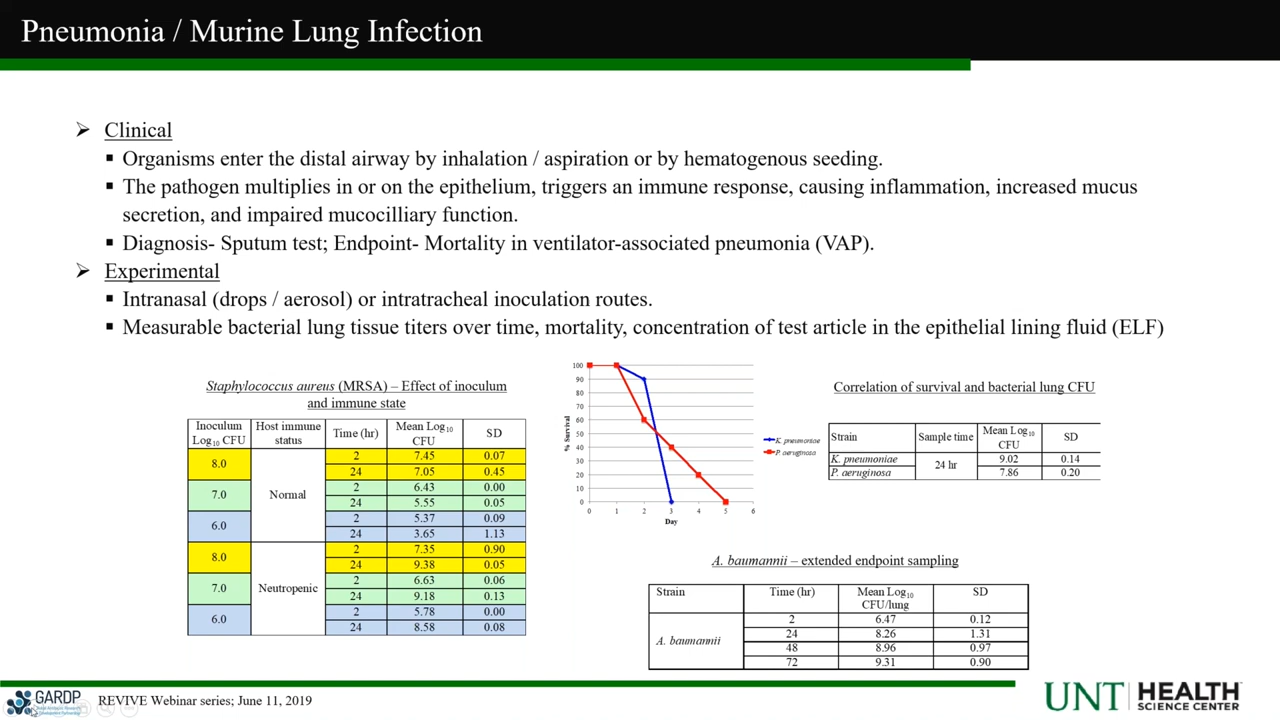 Pneumonia / Murine Lung Infection
Clinical
Organisms enter the distal airway by inhalation / aspiration or by hematogenous seeding.
The pathogen multiplies in or on the epithelium, triggers an immune response, causing inflammation, increased mucus
secretion, and impaired mucocilliary function.
Diagnosis- Sputum test; Endpoint- Mortality in ventilator-associated pneumonia (VAP).
Experimental
Intranasal (drops / aerosol) or intratracheal inoculation routes.
Measurable bacterial lung tissue titers over time, mortality, concentration of test article in the epithelial lining fluid (ELF)
Staphylococcus aureus (MRSA) – Effect of inoculum
and immune state
Inoculum Log10 CFU Host immune status Time (hr) Mean Log10 CFU SD
8.0 Normal 2 7.45 0.07
24 7.05 0.45
7.0 2 6.43 0.00
24 5.55 0.05
6.0 2 5.37 0.09
24 3.65 1.13
8.0 Neutropenic 2 7.35 0.90
24 9.38 0.05
7.0 2 6.63 0.06
24 9.18 0.13
6.0 2 5.78 0.00
24 8.58 0.08
% Survival
100
90
80
70
60
50
40
30
20
10
0
0 1 2 3 4 5 6
Day
K. pneumoniae
P. aeruginosa
Correlation of survival and bacterial lung CFU
Strain Sample time Mean Log10 CFU SD
K. pneumoniae 24 hr 9.02 0.14
P. aeruginosa 7.86 0.20
A. baumannii – extended endpoint sampling
Strain Time (hr) Mean Log10 CFU/lung SD
A. baumannii 2 6.47 0.12
24 8.26 1.31
48 8.96 0.97
72 9.31 0.90
GARDP
REVIVE Webinar series; June 11, 2019
UNT HEALTH
SCIENCE CENTER